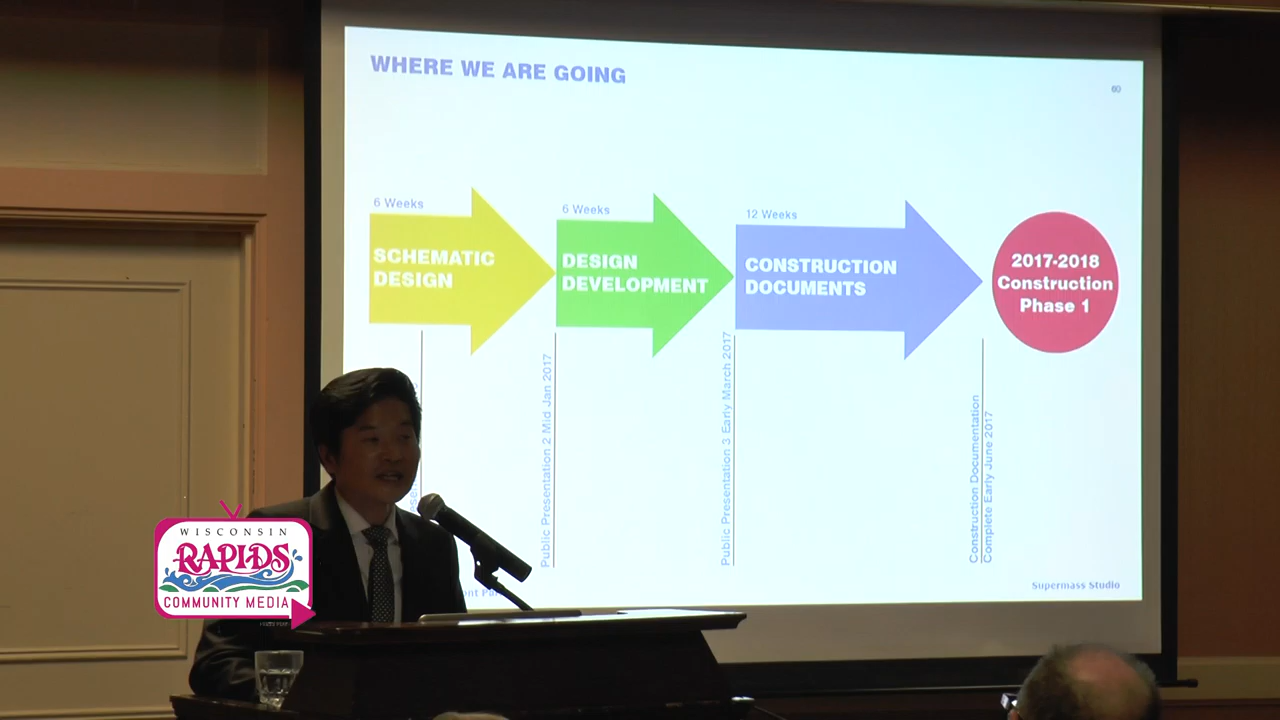 WHERE WE ARE GOING
60
6 Weeks
SCHEMATIC
DESIGN
6 Weeks
DESIGN
DEVELOPMENT
12 Weeks
CONSTRUCTION
DOCUMENTS
2017-2018
Construction
Phase 1
Public Presentation 2 Mid Jan 2017
Public Presentation 3 Early March 2017
Construction Documentation
Complete Early June 2017
Supermass Studio
WISCONSIN
RAPIDS
COMMUNITY MEDIA